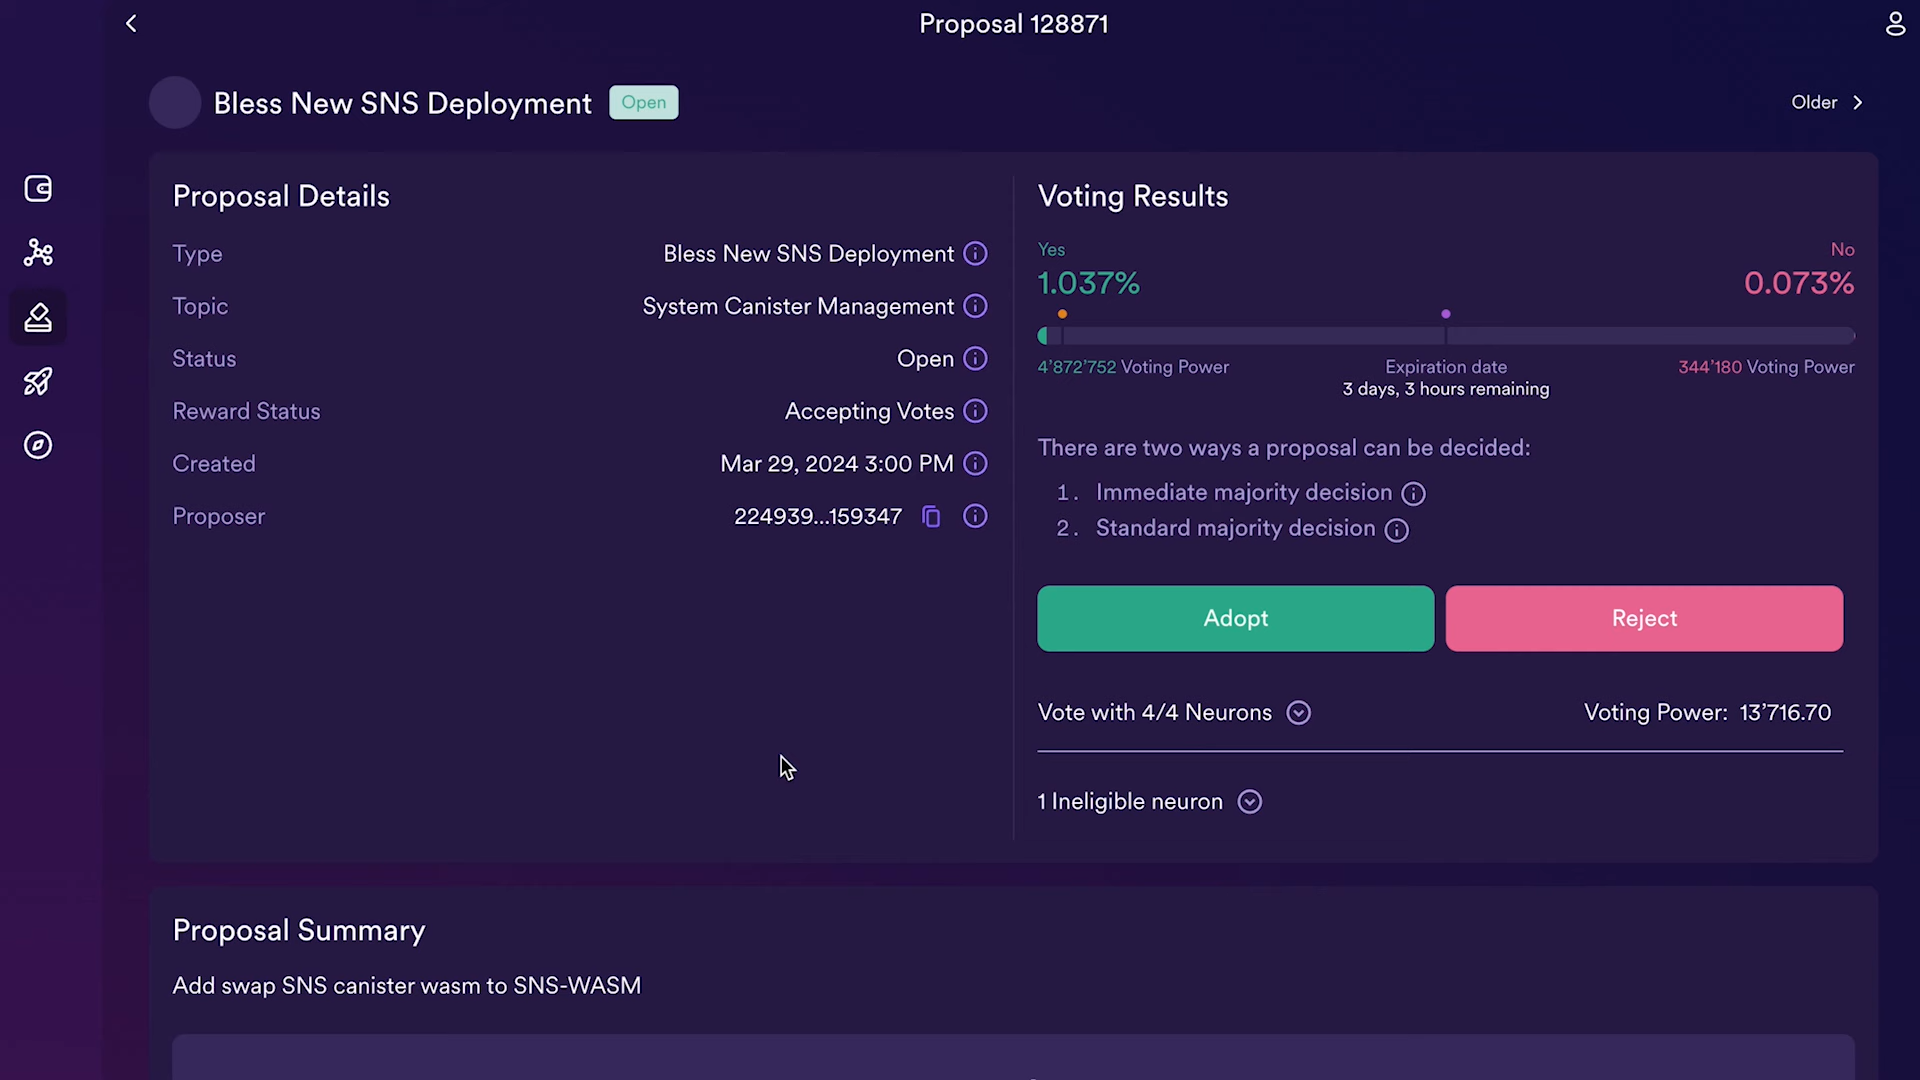 Proposal 128871
Bless New SNS Deployment Open
Older
Proposal Details
Type Bless New SNS Deployment
Topic System Canister Management
Status Open
Reward Status Accepting Votes
Created Mar 29, 2024 3:00 PM
Proposer 224939...159347
Voting Results
Yes No
1.037% 0.073%
4’872’752 Voting Power Expiration date 344’180 Voting Power
3 days, 3 hours remaining
There are two ways a proposal can be decided:
1. Immediate majority decision
2. Standard majority decision
Adopt Reject
Vote with 4/4 Neurons Voting Power: 13’716.70
1 Ineligible neuron
Proposal Summary
Add swap SNS canister wasm to SNS-WASM